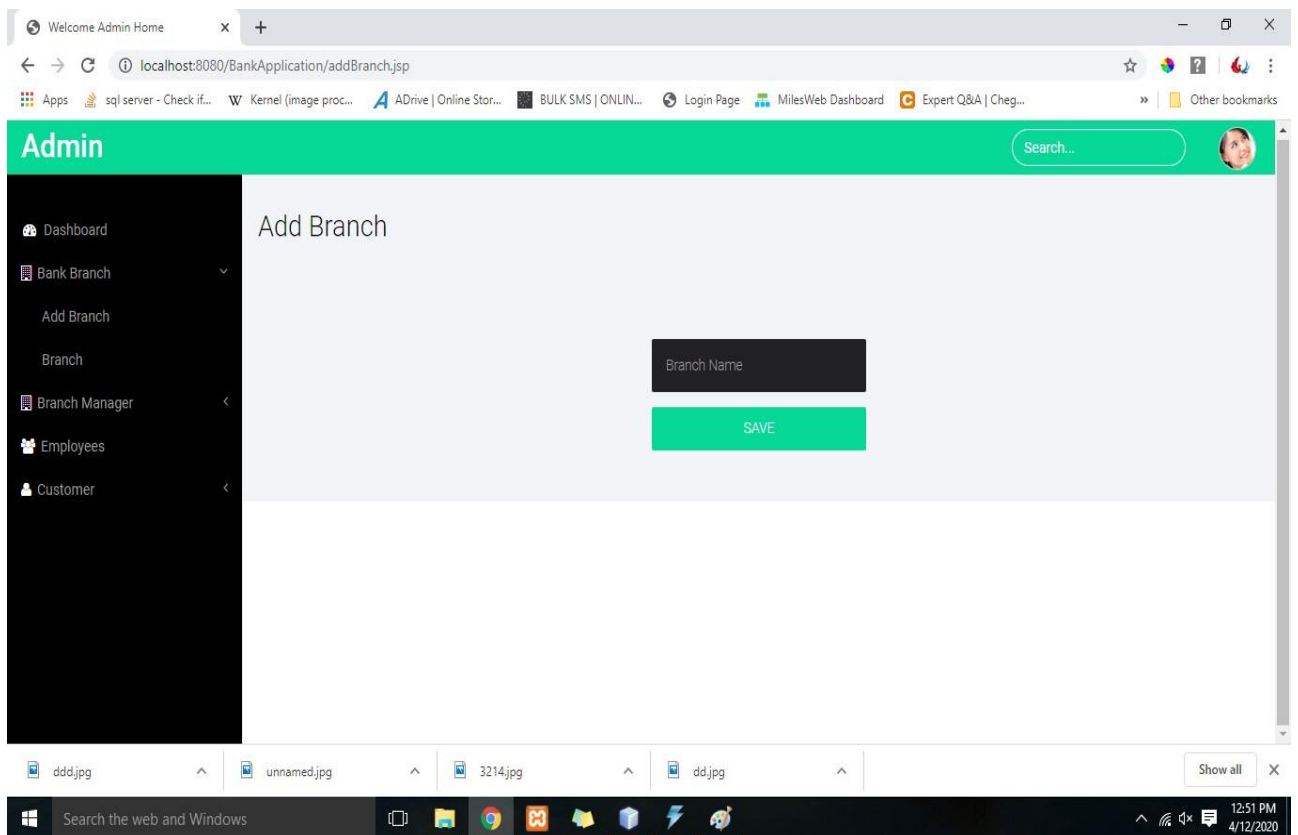 Welcome Admin Home
localhost:8080/BankApplication/addBranch.jsp
Apps
sql server - Check if...
W Kernel (image proc...
ADrive | Online Stor...
BULK SMS | ONLIN...
Login Page
MilesWeb Dashboard
C Expert Q&A | Cheg...
»
Other bookmarks
Admin
Search...
Dashboard
Bank Branch
Add Branch
Branch
Branch Manager
Employees
Customer
Add Branch
Branch Name
SAVE
ddd.jpg
unnamed.jpg
3214.jpg
dd.jpg
Show all
Search the web and Windows
12:51 PM
4/12/2020